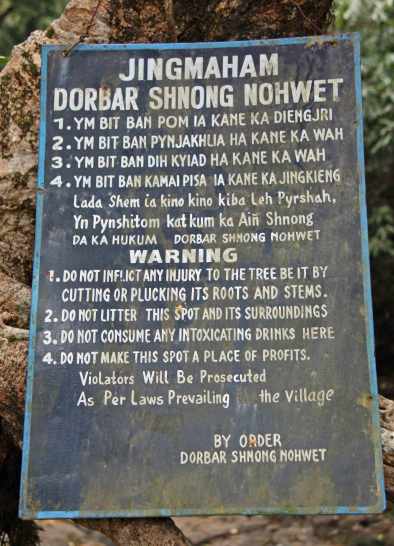 JINGMAHAM
DORBAR SHNONG NOHWET
1. YM BIT BAN POM IA KANE KA DIENGJRI
2. YM BIT BAN PYNJAKHLIA HA KANE KA WAH
3. YM BIT BAN DIH KYIAD HA KANE KA WAH
4. YM BIT BAN KAMAI PISA IA KANE KA JINGKIENG
Lada Shem ia kino kino kiba Leh Pyrshah,
Yn Pynshitom katkum ka Aiñ Shnong
DA KA HUKUM DORBAR SHNONG NOHWET
WARNING
1. DO NOT INFLICT ANY INJURY TO THE TREE BE IT BY
CUTTING OR PLUCKING ITS ROOTS AND STEMS.
2. DO NOT LITTER THIS SPOT AND ITS SURROUNDINGS
3. DO NOT CONSUME ANY INTOXICATING DRINKS HERE
4. DO NOT MAKE THIS SPOT A PLACE OF PROFITS.
Violators Will Be Prosecuted
As Per Laws Prevailing the Village
BY ORDER
DORBAR SHNONG NOHWET